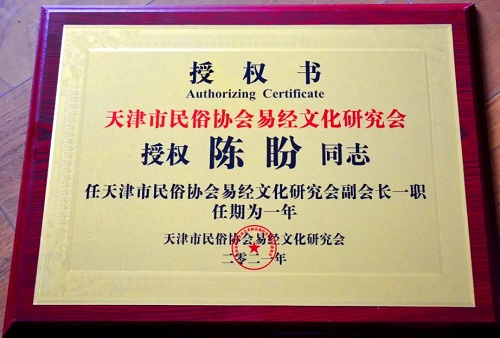 授权书
Authorizing Certificate
天津市民俗协会易经文化研究会
授权 陈盼 同志
任天津市民俗协会易经文化研究会副会长一职
任期为一年
天津市民俗协会易经文化研究会
二零二一年